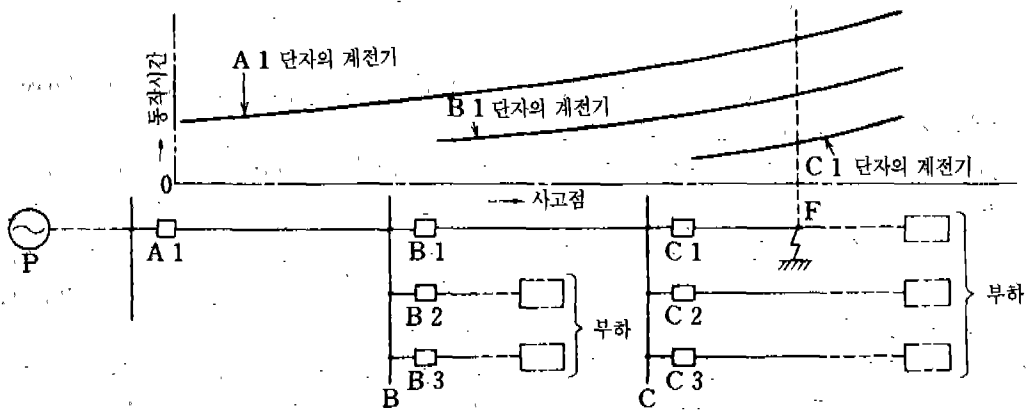 A 1 단자의 계전기
B 1 단자의 계전기
C 1 단자의 계전기
→ 동작시간
0
→ 사고점
P
A 1
B 1
C 1
F
B 2
B 3
부하
C 2
C 3
부하
B
C